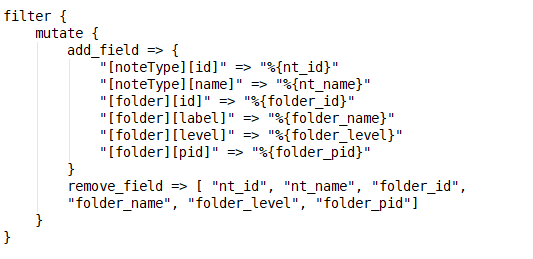 filter {
    mutate {
        add_field => {
            "[noteType][id]" => "%{nt_id}"
            "[noteType][name]" => "%{nt_name}"
            "[folder][id]" => "%{folder_id}"
            "[folder][label]" => "%{folder_name}"
            "[folder][level]" => "%{folder_level}"
            "[folder][pid]" => "%{folder_pid}"
        }
        remove_field => [ "nt_id", "nt_name", "folder_id",
        "folder_name", "folder_level", "folder_pid"]
    }
}